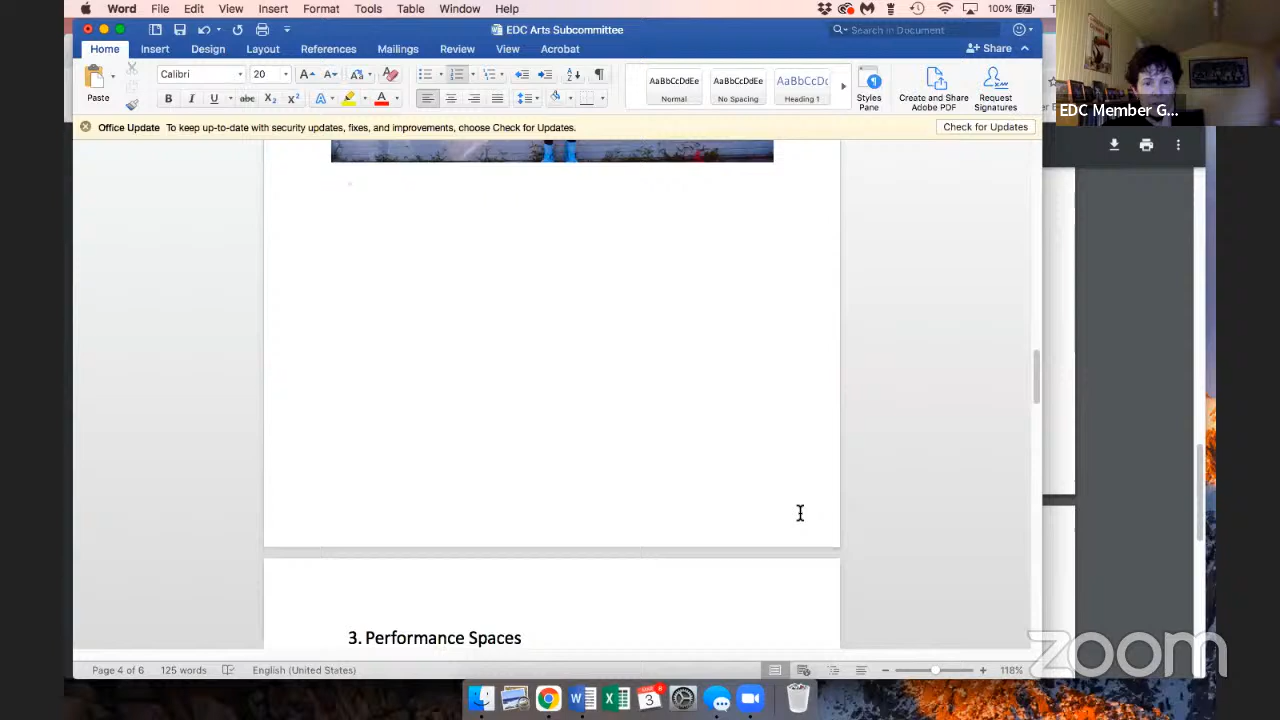 Word File Edit View Insert Format Tools Table Window Help 100%
EDC Arts Subcommittee
Search in Document
Home Insert Design Layout References Mailings Review View Acrobat
Share
Paste
Calibri 20
B I U abc X2 X2
AaBbCcDdEe AaBbCcDdEe AaBbCcDc
Normal No Spacing Heading 1
Styles Pane
Create and Share Adobe PDF
Request Signatures
EDC Member G...
Office Update To keep up-to-date with security updates, fixes, and improvements, choose Check for Updates.
Check for Updates
3. Performance Spaces
Page 4 of 6 125 words English (United States) 118%
zoom
3